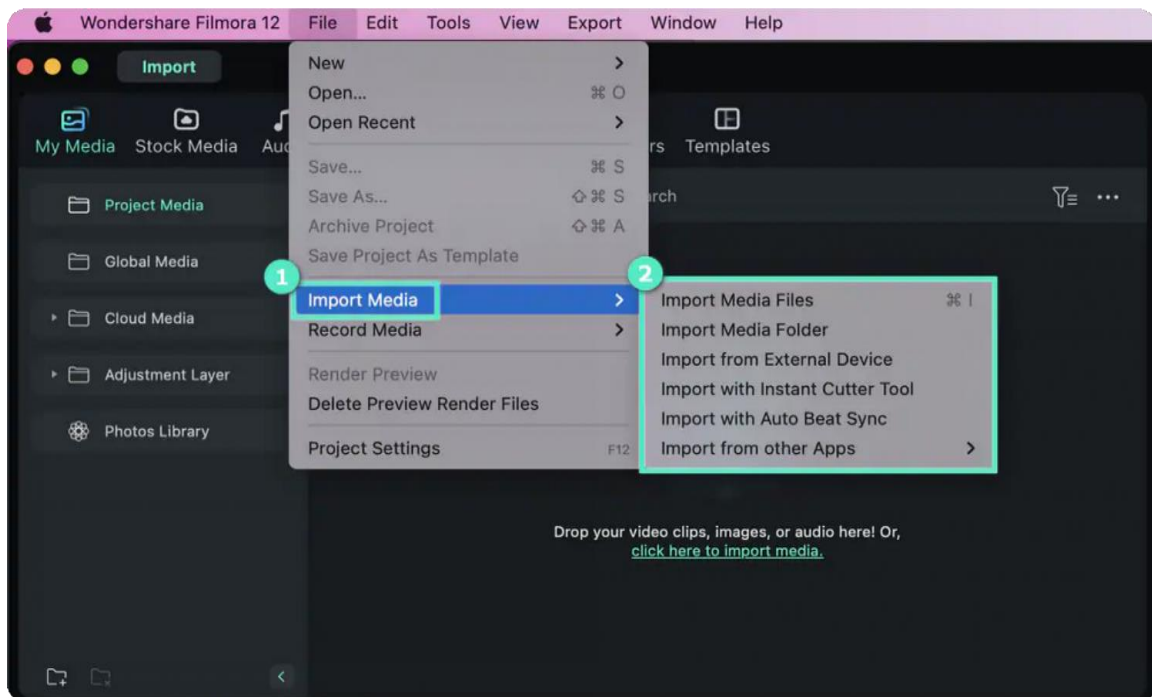 Wondershare Filmora 12 File Edit Tools View Export Window Help
Import
My Media Stock Media Templates
Project Media
Global Media
Cloud Media
Adjustment Layer
Photos Library
New
Open... ⌘ O
Open Recent
Save... ⌘ S
Save As... ⇧ ⌘ S
Archive Project ⇧ ⌘ A
Save Project As Template
1
Import Media
Record Media
Render Preview
Delete Preview Render Files
Project Settings F12
2
Import Media Files ⌘ I
Import Media Folder
Import from External Device
Import with Instant Cutter Tool
Import with Auto Beat Sync
Import from other Apps
Drop your video clips, images, or audio here! Or,
click here to import media.